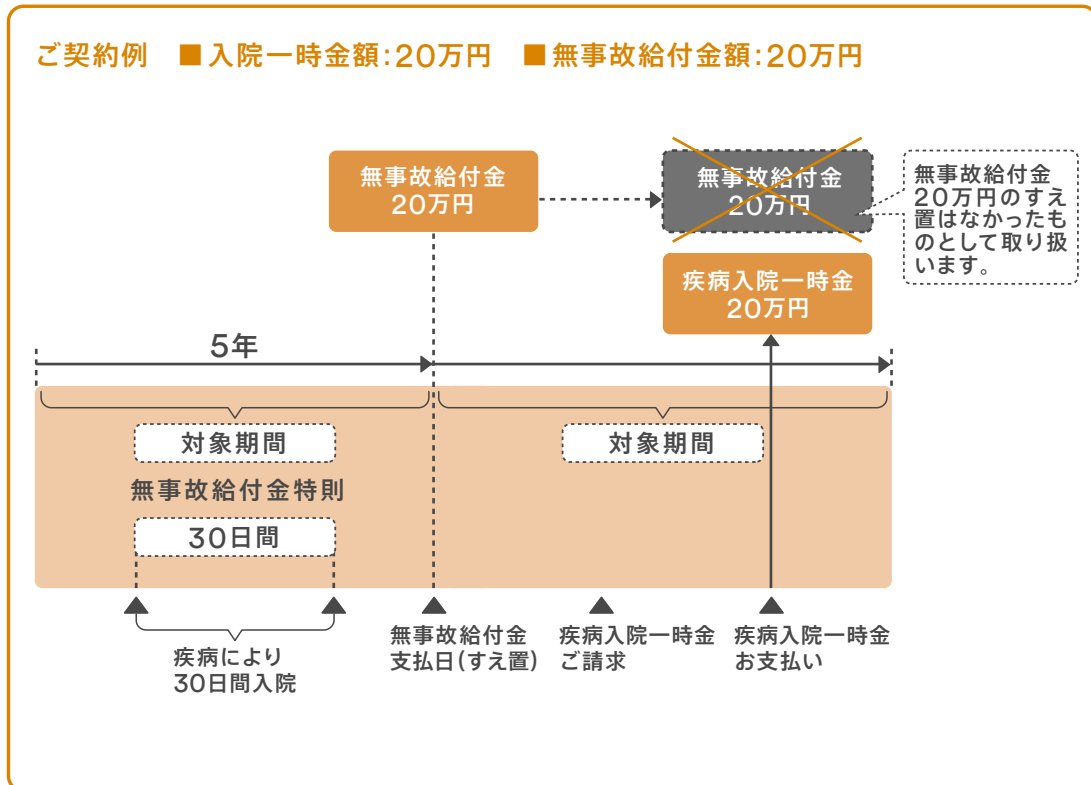 ご契約例 ■入院一時金額:20万円 ■無事故給付金額:20万円
無事故給付金
20万円
無事故給付金
20万円
無事故給付金
20万円のすえ
置はなかったも
のとして取り扱
います。
疾病入院一時金
20万円
5年
対象期間
対象期間
無事故給付金特則
30日間
疾病により
30日間入院
無事故給付金
支払日(すえ置)
疾病入院一時金
ご請求
疾病入院一時金
お支払い